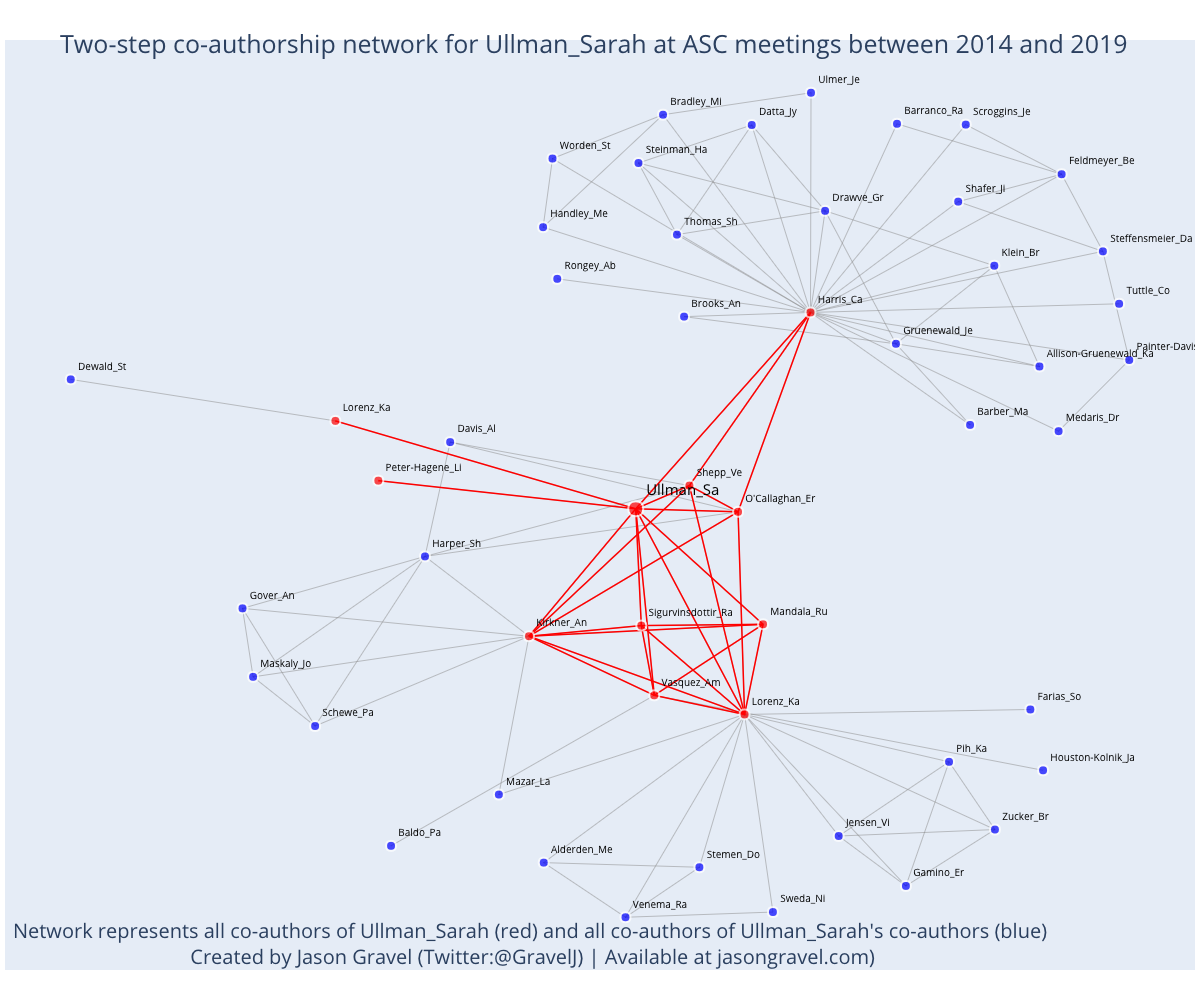 Two-step co-authorship network for Ullman_Sarah at ASC meetings between 2014 and 2019
Ulmer_Je
Bradley_Mi
Datta_Jy
Barranco_Ra
Scroggins_Je
Worden_St
Steinman_Ha
Feldmeyer_Be
Shafer_Ji
Drawve_Gr
Handley_Me
Thomas_Sh
Steffensmeier_Da
Klein_Br
Rongey_Ab
Tuttle_Co
Brooks_An
Harris_Ca
Gruenewald_Je
Painter-Davis
Allison-Gruenewald_Ka
Dewald_St
Lorenz_Ka
Barber_Ma
Medaris_Dr
Davis_Al
Peter-Hagene_Li
Shepp_Ve
Ullman_Sa
O'Callaghan_Er
Harper_Sh
Gover_An
Sigurvinsdottir_Ra
Mandala_Ru
Kirkner_An
Maskaly_Jo
Vasquez_Am
Schewe_Pa
Lorenz_Ka
Farias_So
Pih_Ka
Houston-Kolnik_Ja
Mazar_La
Zucker_Br
Jensen_Vi
Baldo_Pa
Alderden_Me
Stemen_Do
Gamino_Er
Venema_Ra
Sweda_Ni
Network represents all co-authors of Ullman_Sarah (red) and all co-authors of Ullman_Sarah's co-authors (blue)
Created by Jason Gravel (Twitter:@GravelJ) | Available at jasongravel.com)